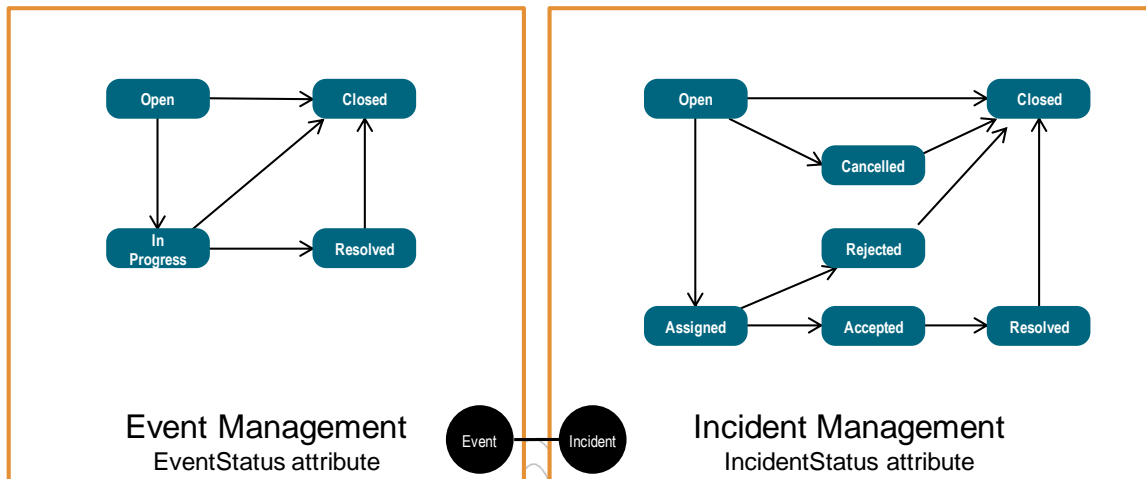 Open
Closed
In
Progress
Resolved
Event Management
EventStatus attribute
Event
Incident
Open
Closed
Cancelled
Rejected
Assigned
Accepted
Resolved
Incident Management
IncidentStatus attribute